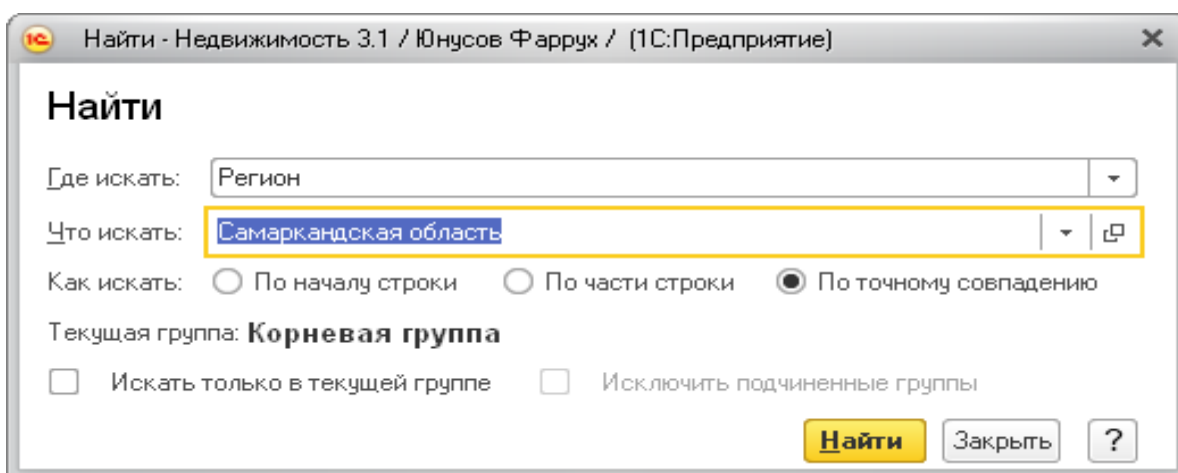 Найти - Недвижимость 3.1 / Юнусов Фаррух / (1С:Предприятие)
Найти
Где искать: Регион
Что искать: Самаркандская область
Как искать: По началу строки По части строки По точному совпадению
Текущая группа: Корневая группа
Искать только в текущей группе Исключить подчиненные группы
Найти Закрыть ?